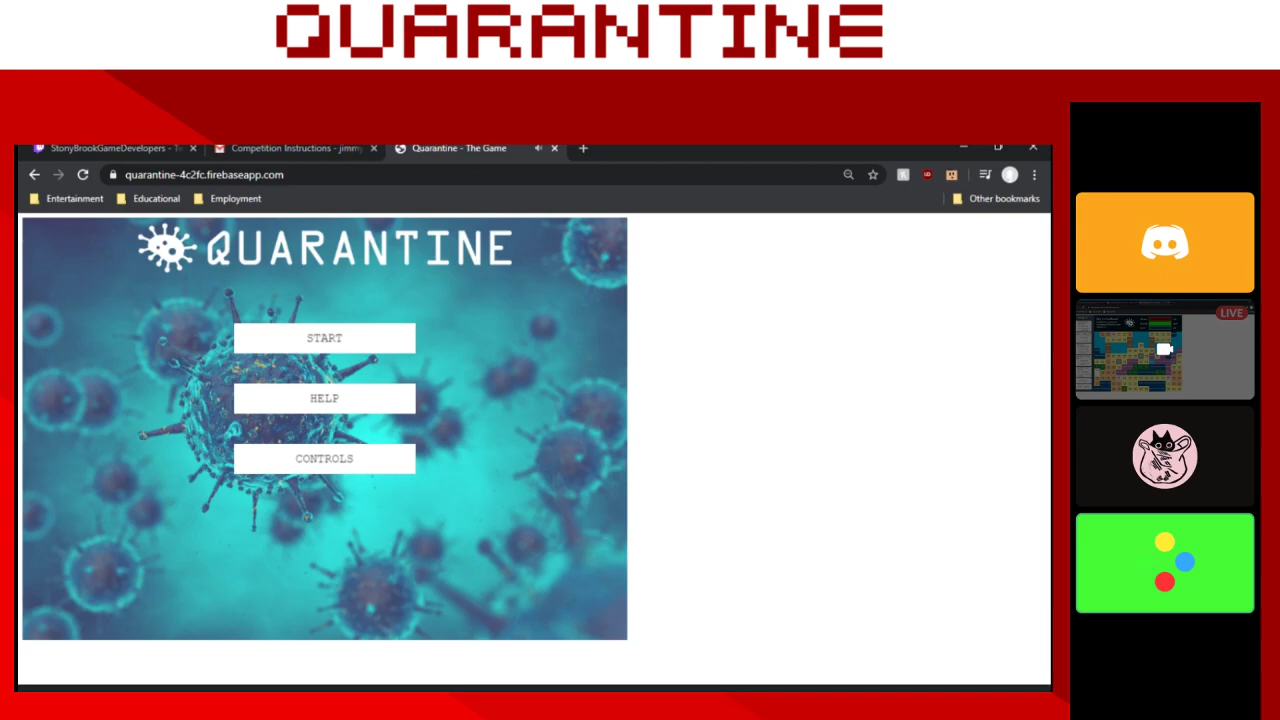 QUARANTINE
StonyBrookGameDevelopers - T
Competition Instructions - jimmy
Quarantine - The Game
quarantine-4c2fc.firebaseapp.com
Entertainment
Educational
Employment
Other bookmarks
QUARANTINE
START
HELP
CONTROLS
LIVE